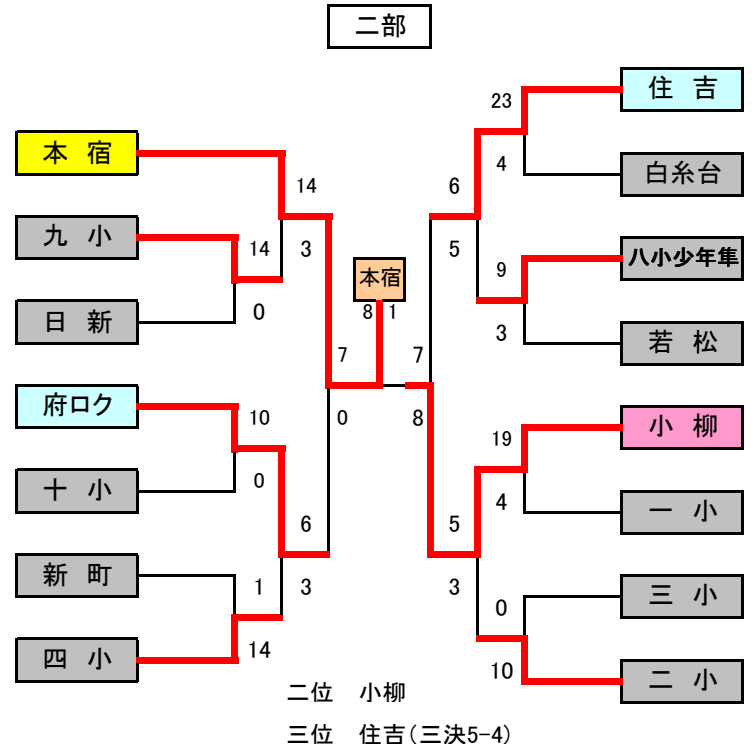 二部
本宿
九小
日新
府ロク
十小
新町
四小
14
3
14
0
10
0
6
3
1
14
7
0
本宿
8 1
7
8
6
5
23
4
9
3
5
3
19
4
0
10
住吉
白糸台
八小少年隼
若松
小柳
一小
三小
二小
二位 小柳
三位 住吉(三決5-4)